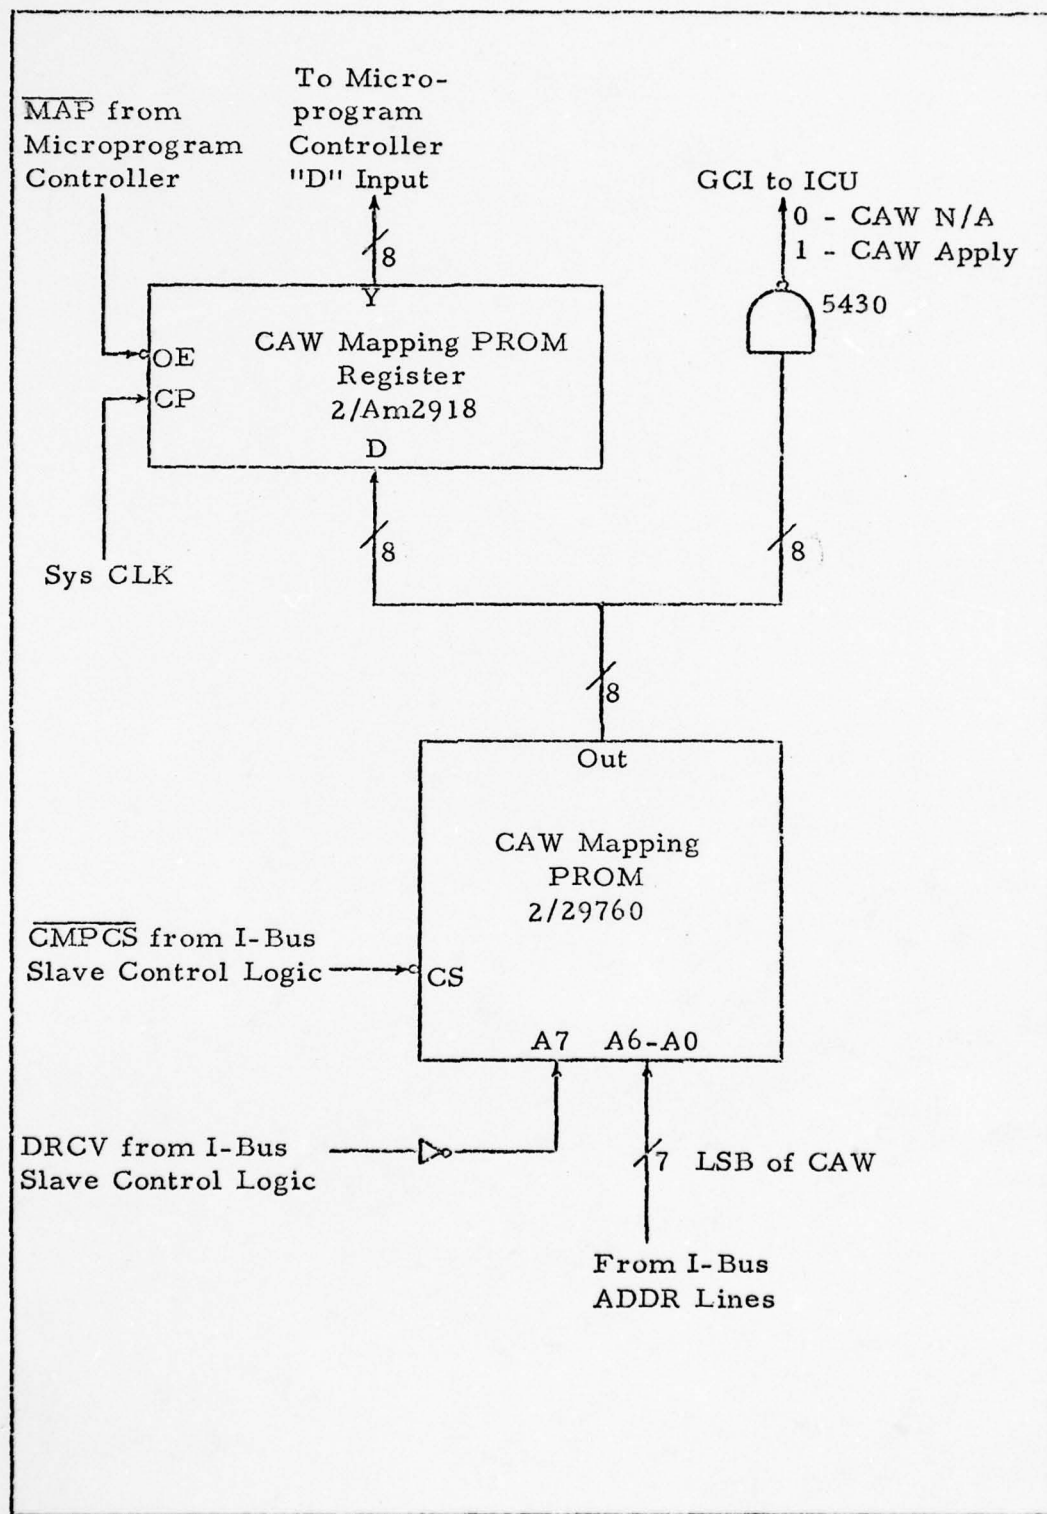 To Micro-
program
Controller
"D" Input
MAP from
Microprogram
Controller
GCI to ICU
0 - CAW N/A
1 - CAW Apply
5430
8
Y
CAW Mapping PROM
Register
2/Am2918
OE
CP
D
8
8
Sys CLK
8
Out
CAW Mapping
PROM
2/29760
CMPCS from I-Bus
Slave Control Logic
CS
A7 A6-A0
DRCV from I-Bus
Slave Control Logic
7 LSB of CAW
From I-Bus
ADDR Lines